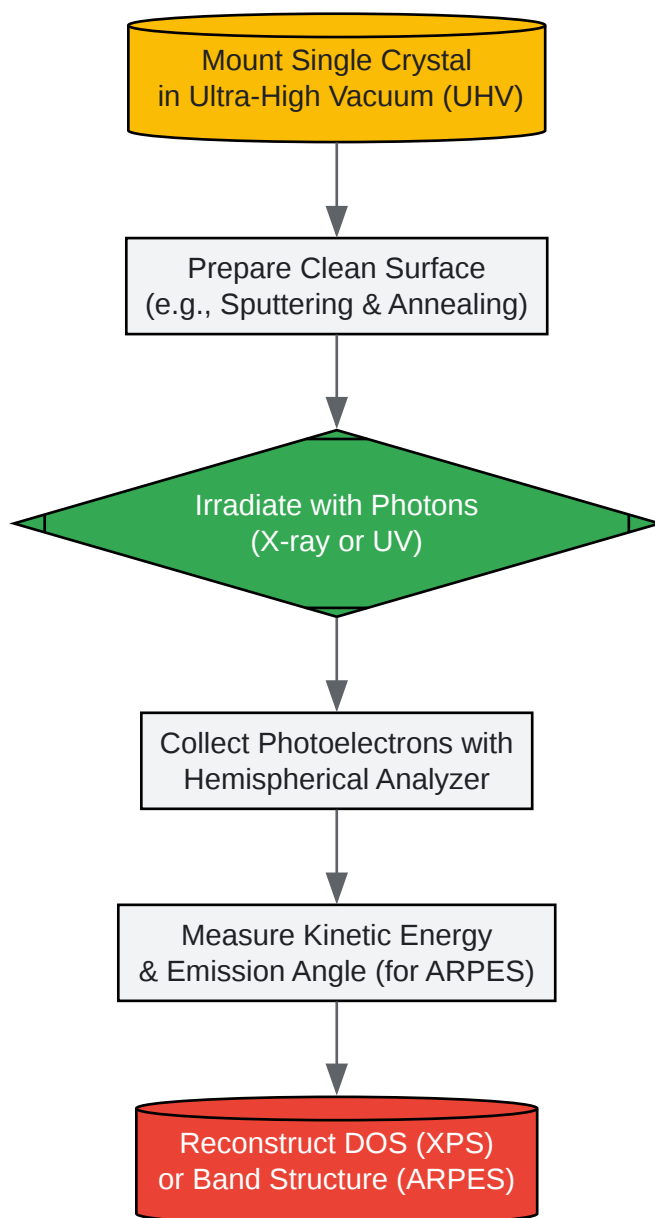 Mount Single Crystal
in Ultra-High Vacuum (UHV)
Prepare Clean Surface
(e.g., Sputtering & Annealing)
Irradiate with Photons
(X-ray or UV)
Collect Photoelectrons with
Hemispherical Analyzer
Measure Kinetic Energy
& Emission Angle (for ARPES)
Reconstruct DOS (XPS)
or Band Structure (ARPES)